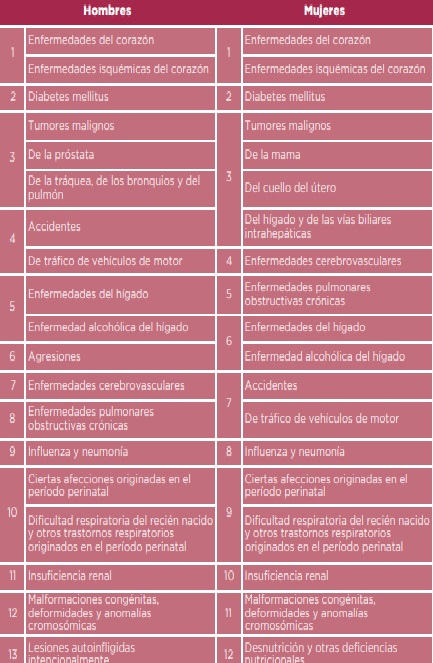 Hombres
Mujeres
1
Enfermedades del corazón
Enfermedades isquémicas del corazón
2
Diabetes mellitus
3
Tumores malignos
De la próstata
De la tráquea, de los bronquios y del
pulmón
4
Accidentes
De tráfico de vehículos de motor
5
Enfermedades del hígado
Enfermedad alcohólica del hígado
6
Agresiones
7
Enfermedades cerebrovasculares
8
Enfermedades pulmonares
obstructivas crónicas
9
Influenza y neumonía
10
Ciertas afecciones originadas en el
período perinatal
Dificultad respiratoria del recién nacido
y otros trastornos respiratorios
originados en el período perinatal
11
Insuficiencia renal
12
Malformaciones congénitas,
deformidades y anomalías
cromosómicas
13
Lesiones autoinfligidas
intencionalmente
1
Enfermedades del corazón
Enfermedades isquémicas del corazón
2
Diabetes mellitus
3
Tumores malignos
De la mama
Del cuello del útero
Del hígado y de las vías biliares
intrahepáticas
4
Enfermedades cerebrovasculares
5
Enfermedades pulmonares
obstructivas crónicas
6
Enfermedades del hígado
Enfermedad alcohólica del hígado
7
Accidentes
De tráfico de vehículos de motor
8
Influenza y neumonía
9
Ciertas afecciones originadas en el
período perinatal
Dificultad respiratoria del recién nacido
y otros trastornos respiratorios
originados en el período perinatal
10
Insuficiencia renal
11
Malformaciones congénitas,
deformidades y anomalías
cromosómicas
12
Desnutrición y otras deficiencias
nutricionales